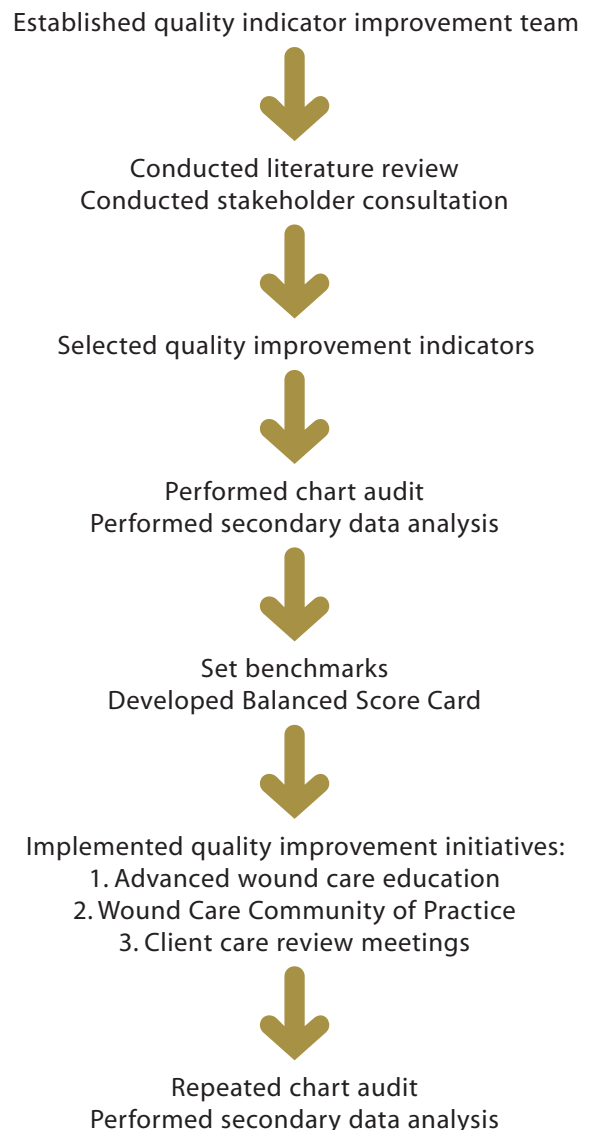 Established quality indicator improvement team
Conducted literature review
Conducted stakeholder consultation
Selected quality improvement indicators
Performed chart audit
Performed secondary data analysis
Set benchmarks
Developed Balanced Score Card
Implemented quality improvement initiatives:
1. Advanced wound care education
2. Wound Care Community of Practice
3. Client care review meetings
Repeated chart audit
Performed secondary data analysis